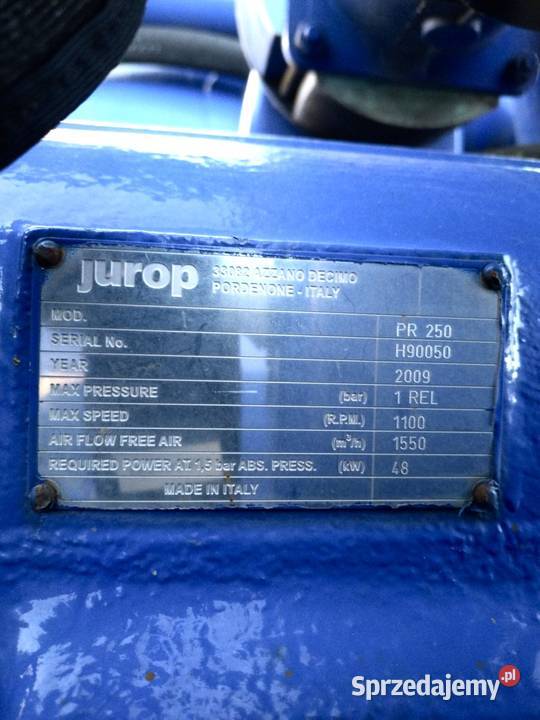 jurop 33082 AZZANO DECIMO
PORDENONE - ITALY
MOD. PR 250
SERIAL No. H90050
YEAR 2009
MAX PRESSURE (bar) 1 REL
MAX SPEED (R.P.M.) 1100
AIR FLOW FREE AIR (m³/h) 1550
REQUIRED POWER AT 1,5 bar ABS. PRESS. (kW) 48
MADE IN ITALY
Sprzedajemy.pl